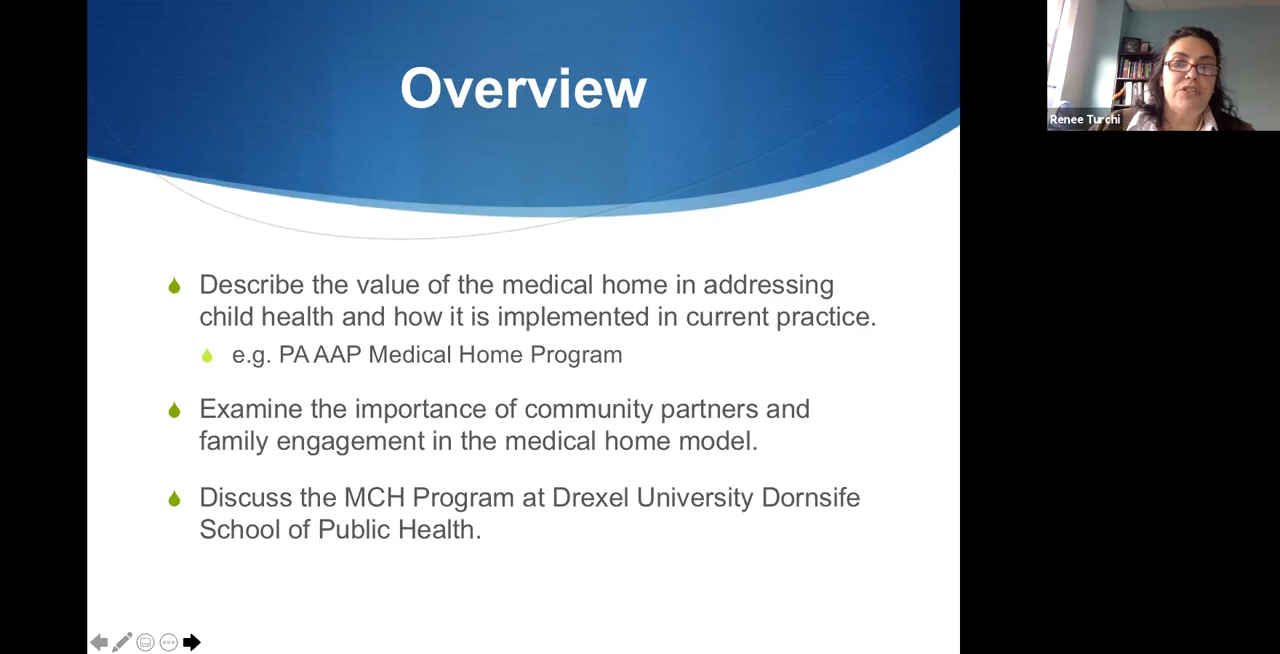 Overview
Renee Turchi
Describe the value of the medical home in addressing
child health and how it is implemented in current practice.
e.g. PA AAP Medical Home Program
Examine the importance of community partners and
family engagement in the medical home model.
Discuss the MCH Program at Drexel University Dornsife
School of Public Health.